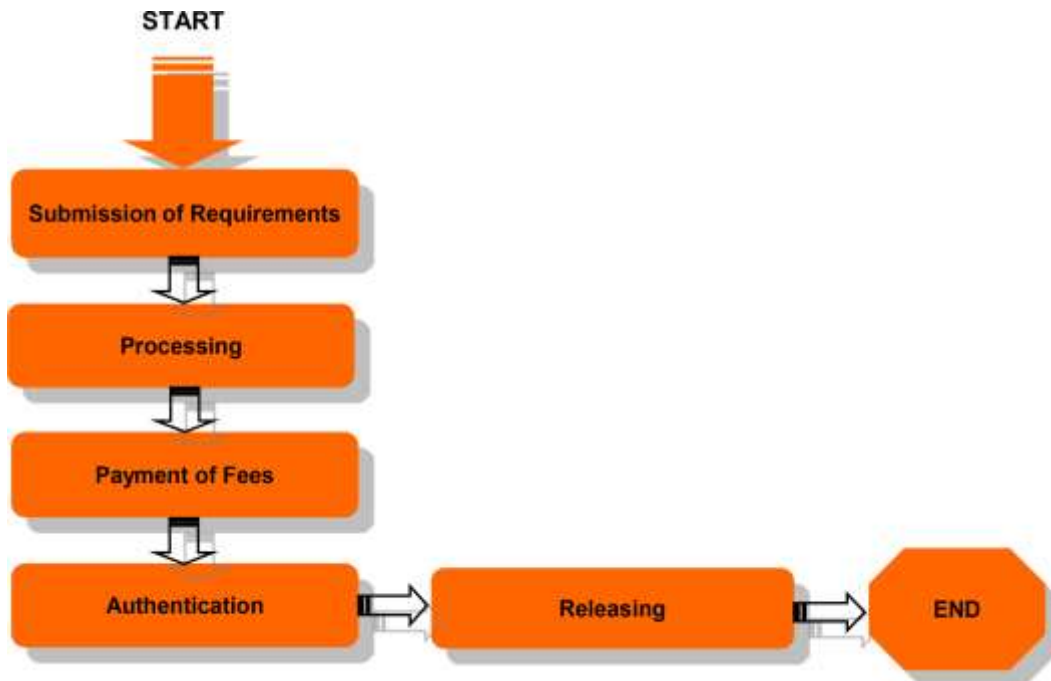 START
Submission of Requirements
Processing
Payment of Fees
Authentication
Releasing
END